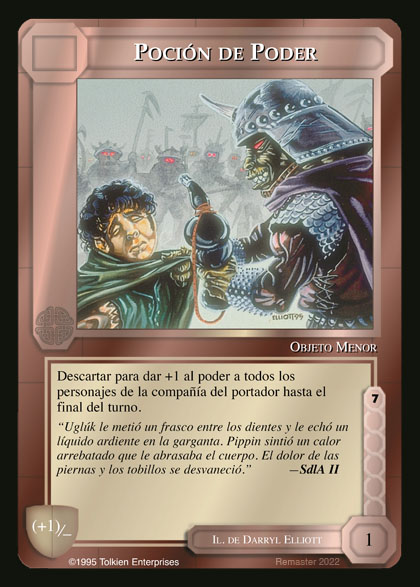 Poción de Poder
ELLIOTT 95
Objeto Menor
Descartar para dar +1 al poder a todos los
personajes de la compañía del portador hasta el
final del turno.
“Uglúk le metió un frasco entre los dientes y le echó un
líquido ardiente en la garganta. Pippin sintió un calor
arrebatado que le abrasaba el cuerpo. El dolor de las
piernas y los tobillos se desvaneció.” —SdlA II
7
(+1)/–
Il. de Darryl Elliott
1
©1995 Tolkien Enterprises
Remaster 2022